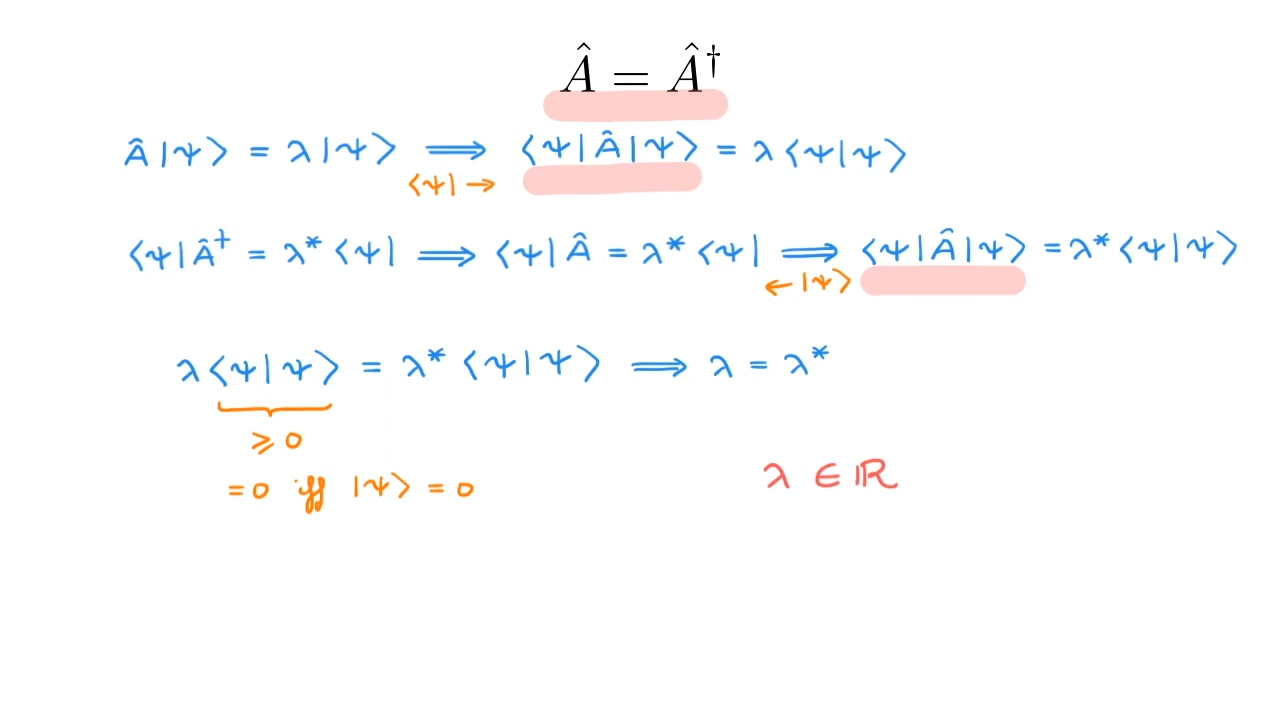 Â = Â†
Â|ψ⟩ = λ|ψ⟩ ⟹ ⟨ψ|Â|ψ⟩ = λ⟨ψ|ψ⟩
⟨ψ| →
⟨ψ|Â† = λ*⟨ψ| ⟹ ⟨ψ|Â = λ*⟨ψ| ⟹ ⟨ψ|Â|ψ⟩ = λ*⟨ψ|ψ⟩
← |ψ⟩
λ⟨ψ|ψ⟩ = λ*⟨ψ|ψ⟩ ⟹ λ = λ*
⩾ 0
= 0 iff |ψ⟩ = 0
λ ∈ ℝ